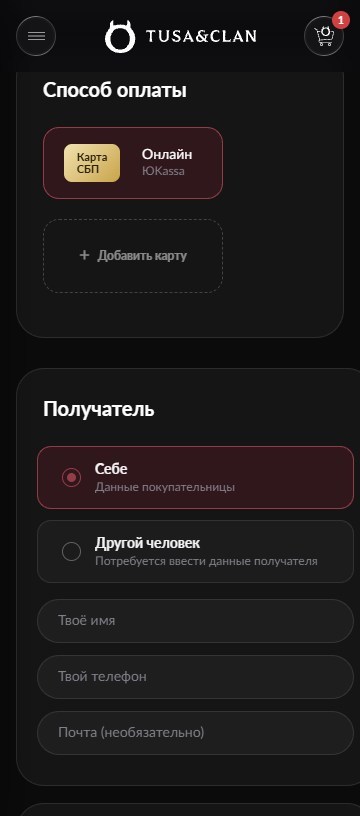 TUSA&CLAN
1
Способ оплаты
Карта
СБП
Онлайн
ЮKassa
+ Добавить карту
Получатель
Себе
Данные покупательницы
Другой человек
Потребуется ввести данные получателя
Твоё имя
Твой телефон
Почта (необязательно)